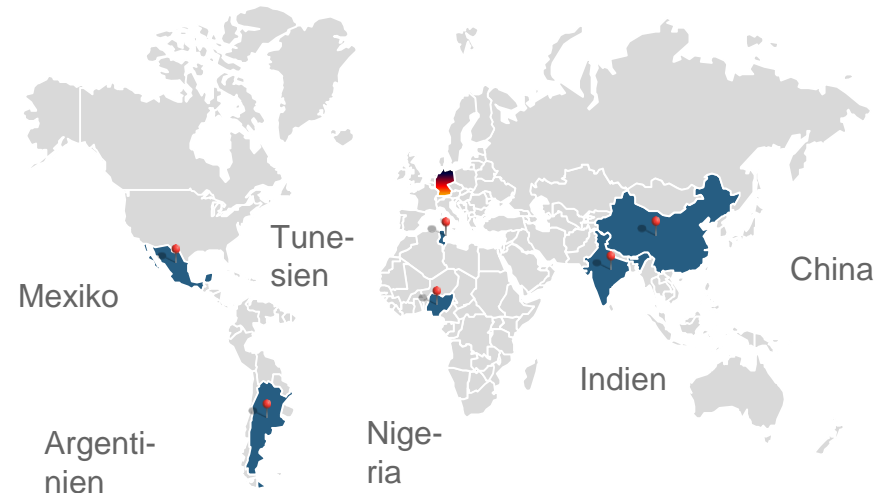 Tune-
sien
Mexiko
China
Indien
Argenti-
nien
Nige-
ria